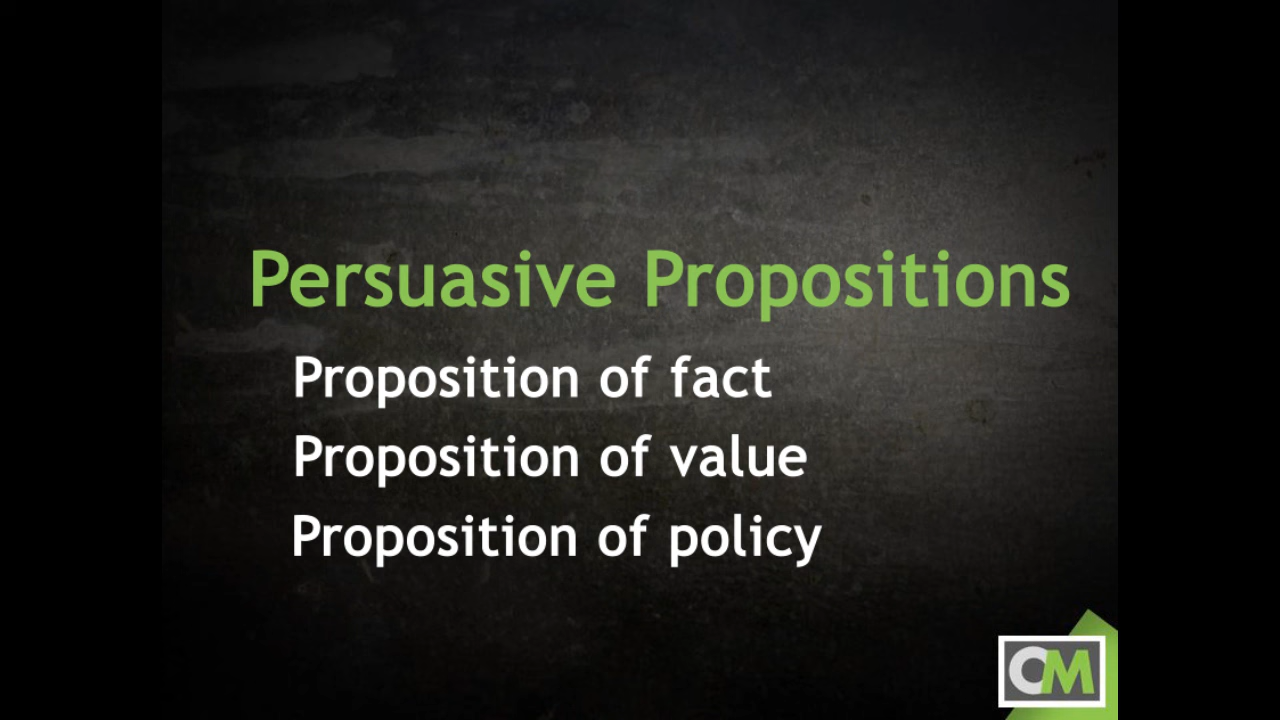 Persuasive Propositions
Proposition of fact
Proposition of value
Proposition of policy
CM